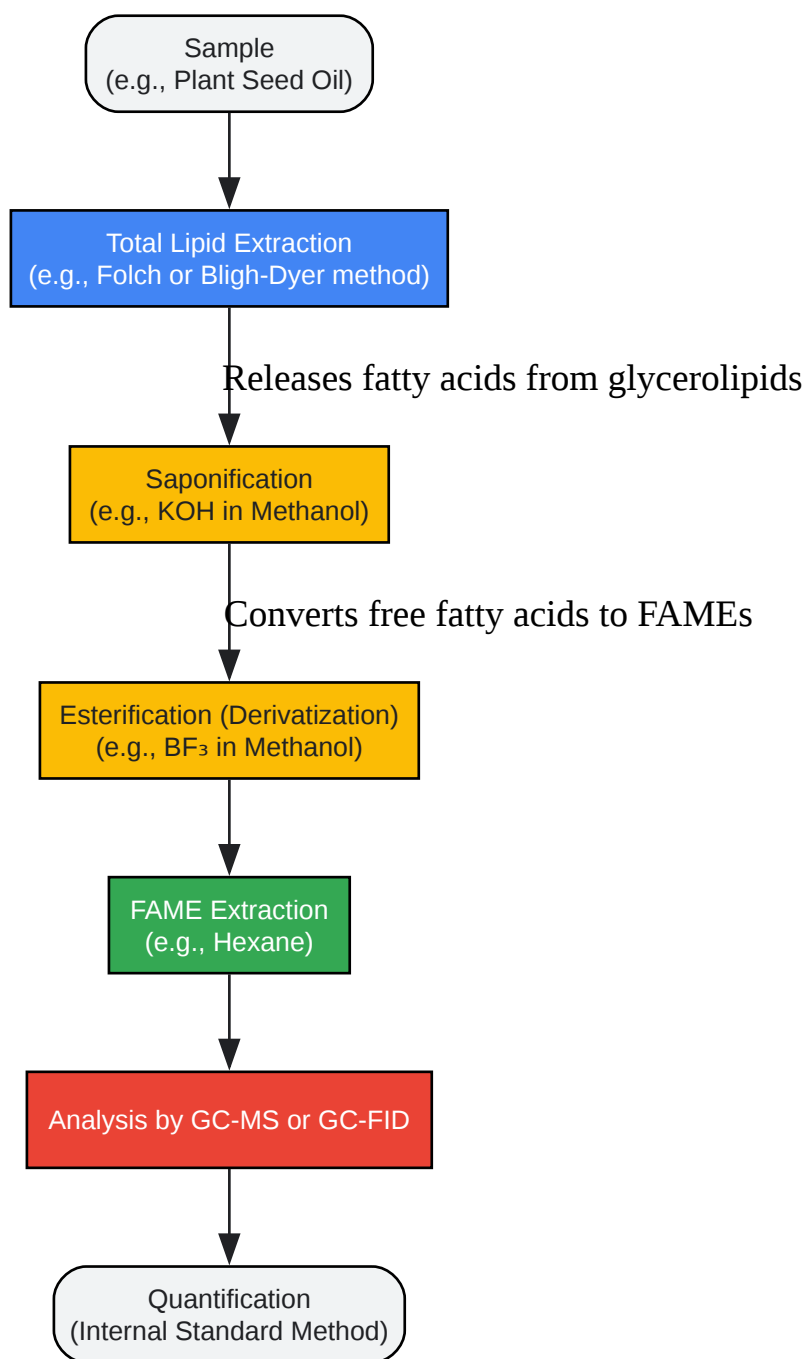 Sample
(e.g., Plant Seed Oil)
Total Lipid Extraction
(e.g., Folch or Bligh-Dyer method)
Releases fatty acids from glycerolipids
Saponification
(e.g., KOH in Methanol)
Converts free fatty acids to FAMEs
Esterification (Derivatization)
(e.g., BF₃ in Methanol)
FAME Extraction
(e.g., Hexane)
Analysis by GC-MS or GC-FID
Quantification
(Internal Standard Method)